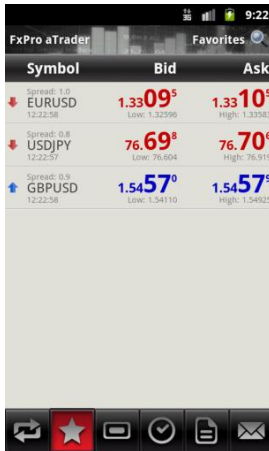 3G 9:22
FxPro aTrader Favorites
Symbol Bid Ask
Spread: 1.0
EURUSD 1.33095 1.3310
12:22:58 Low: 1.32596 High: 1.3358
Spread: 0.8
USDJPY 76.698 76.70
12:22:57 Low: 76.604 High: 76.91
Spread: 0.9
GBPUSD 1.54570 1.5457
12:22:58 Low: 1.54110 High: 1.5492